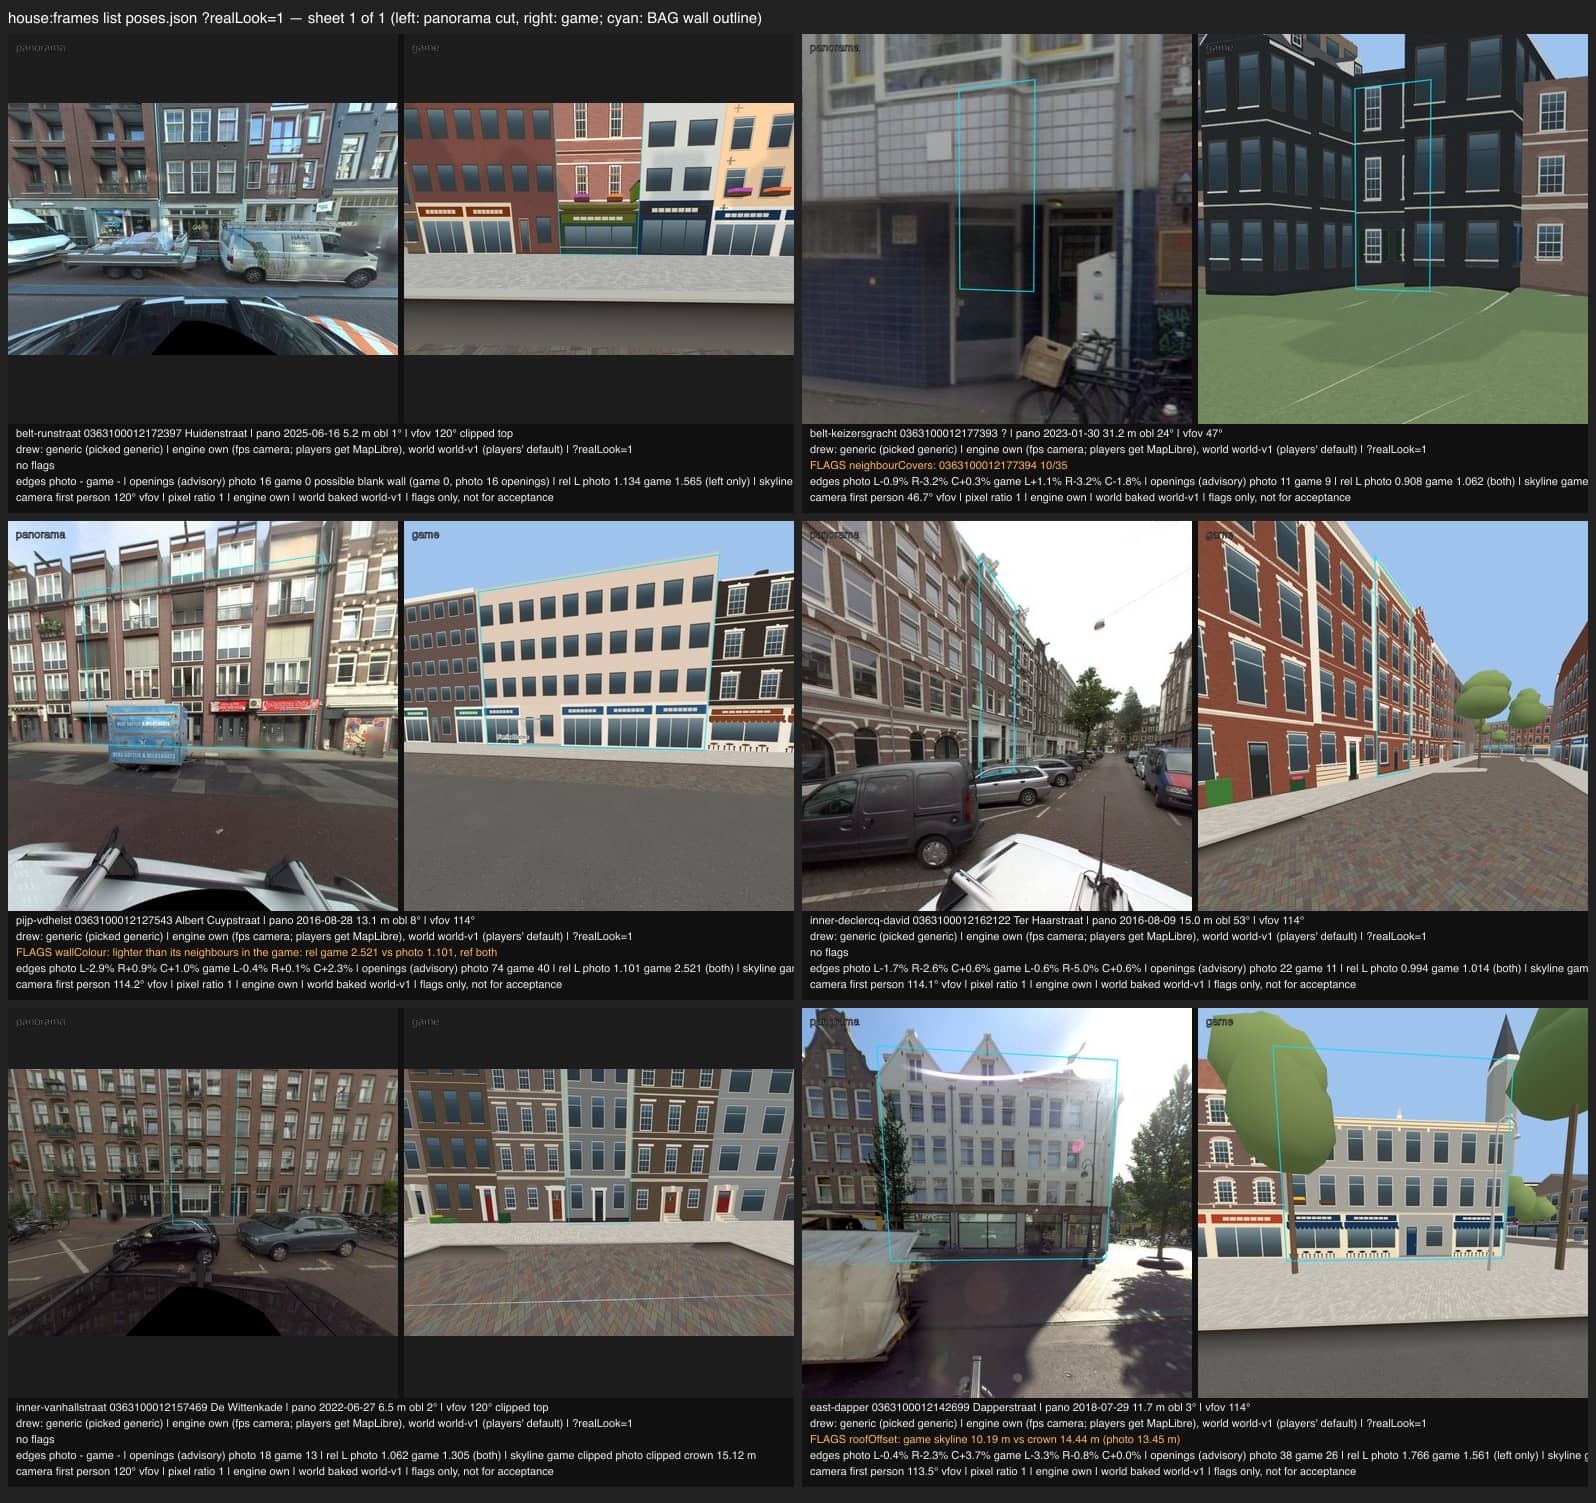 house:frames list poses.json ?realLook=1 — sheet 1 of 1 (left: panorama cut, right: game; cyan: BAG wall outline)
panorama
game
belt-runstraat 0363100012172397 Huidenstraat | pano 2025-06-16 5.2 m obl 1° | vfov 120° clipped top
drew: generic (picked generic) | engine own (fps camera; players get MapLibre), world world-v1 (players' default) | ?realLook=1
no flags
edges photo - game - | openings (advisory) photo 16 game 0 possible blank wall (game 0, photo 16 openings) | rel L photo 1.134 game 1.565 (left only) | skyline
camera first person 120° vfov | pixel ratio 1 | engine own | world baked world-v1 | flags only, not for acceptance
panorama
game
belt-keizersgracht 0363100012177393 ? | pano 2023-01-30 31.2 m obl 24° | vfov 47°
drew: generic (picked generic) | engine own (fps camera; players get MapLibre), world world-v1 (players' default) | ?realLook=1
FLAGS neighbourCovers: 0363100012177394 10/35
edges photo L-0.9% R-3.2% C+0.3% game L+1.1% R-3.2% C-1.8% | openings (advisory) photo 11 game 9 | rel L photo 0.908 game 1.062 (both) | skyline game
camera first person 46.7° vfov | pixel ratio 1 | engine own | world baked world-v1 | flags only, not for acceptance
panorama
game
pijp-vdhelst 0363100012127543 Albert Cuypstraat | pano 2016-08-28 13.1 m obl 8° | vfov 114°
drew: generic (picked generic) | engine own (fps camera; players get MapLibre), world world-v1 (players' default) | ?realLook=1
FLAGS wallColour: lighter than its neighbours in the game: rel game 2.521 vs photo 1.101, ref both
edges photo L-2.9% R+0.9% C+1.0% game L-0.4% R+0.1% C+2.3% | openings (advisory) photo 74 game 40 | rel L photo 1.101 game 2.521 (both) | skyline gar
camera first person 114.2° vfov | pixel ratio 1 | engine own | world baked world-v1 | flags only, not for acceptance
panorama
game
inner-declercq-david 0363100012162122 Ter Haarstraat | pano 2016-08-09 15.0 m obl 53° | vfov 114°
drew: generic (picked generic) | engine own (fps camera; players get MapLibre), world world-v1 (players' default) | ?realLook=1
no flags
edges photo L-1.7% R-2.6% C+0.6% game L-0.6% R-5.0% C+0.6% | openings (advisory) photo 22 game 11 | rel L photo 0.994 game 1.014 (both) | skyline gam
camera first person 114.1° vfov | pixel ratio 1 | engine own | world baked world-v1 | flags only, not for acceptance
panorama
game
inner-vanhallstraat 0363100012157469 De Wittenkade | pano 2022-06-27 6.5 m obl 2° | vfov 120° clipped top
drew: generic (picked generic) | engine own (fps camera; players get MapLibre), world world-v1 (players' default) | ?realLook=1
no flags
edges photo - game - | openings (advisory) photo 18 game 13 | rel L photo 1.062 game 1.305 (both) | skyline game clipped photo clipped crown 15.12 m
camera first person 120° vfov | pixel ratio 1 | engine own | world baked world-v1 | flags only, not for acceptance
panorama
game
east-dapper 0363100012142699 Dapperstraat | pano 2018-07-29 11.7 m obl 3° | vfov 114°
drew: generic (picked generic) | engine own (fps camera; players get MapLibre), world world-v1 (players' default) | ?realLook=1
FLAGS roofOffset: game skyline 10.19 m vs crown 14.44 m (photo 13.45 m)
edges photo L-0.4% R-2.3% C+3.7% game L-3.3% R-0.8% C+0.0% | openings (advisory) photo 38 game 26 | rel L photo 1.766 game 1.561 (left only) | skyline g
camera first person 113.5° vfov | pixel ratio 1 | engine own | world baked world-v1 | flags only, not for acceptance